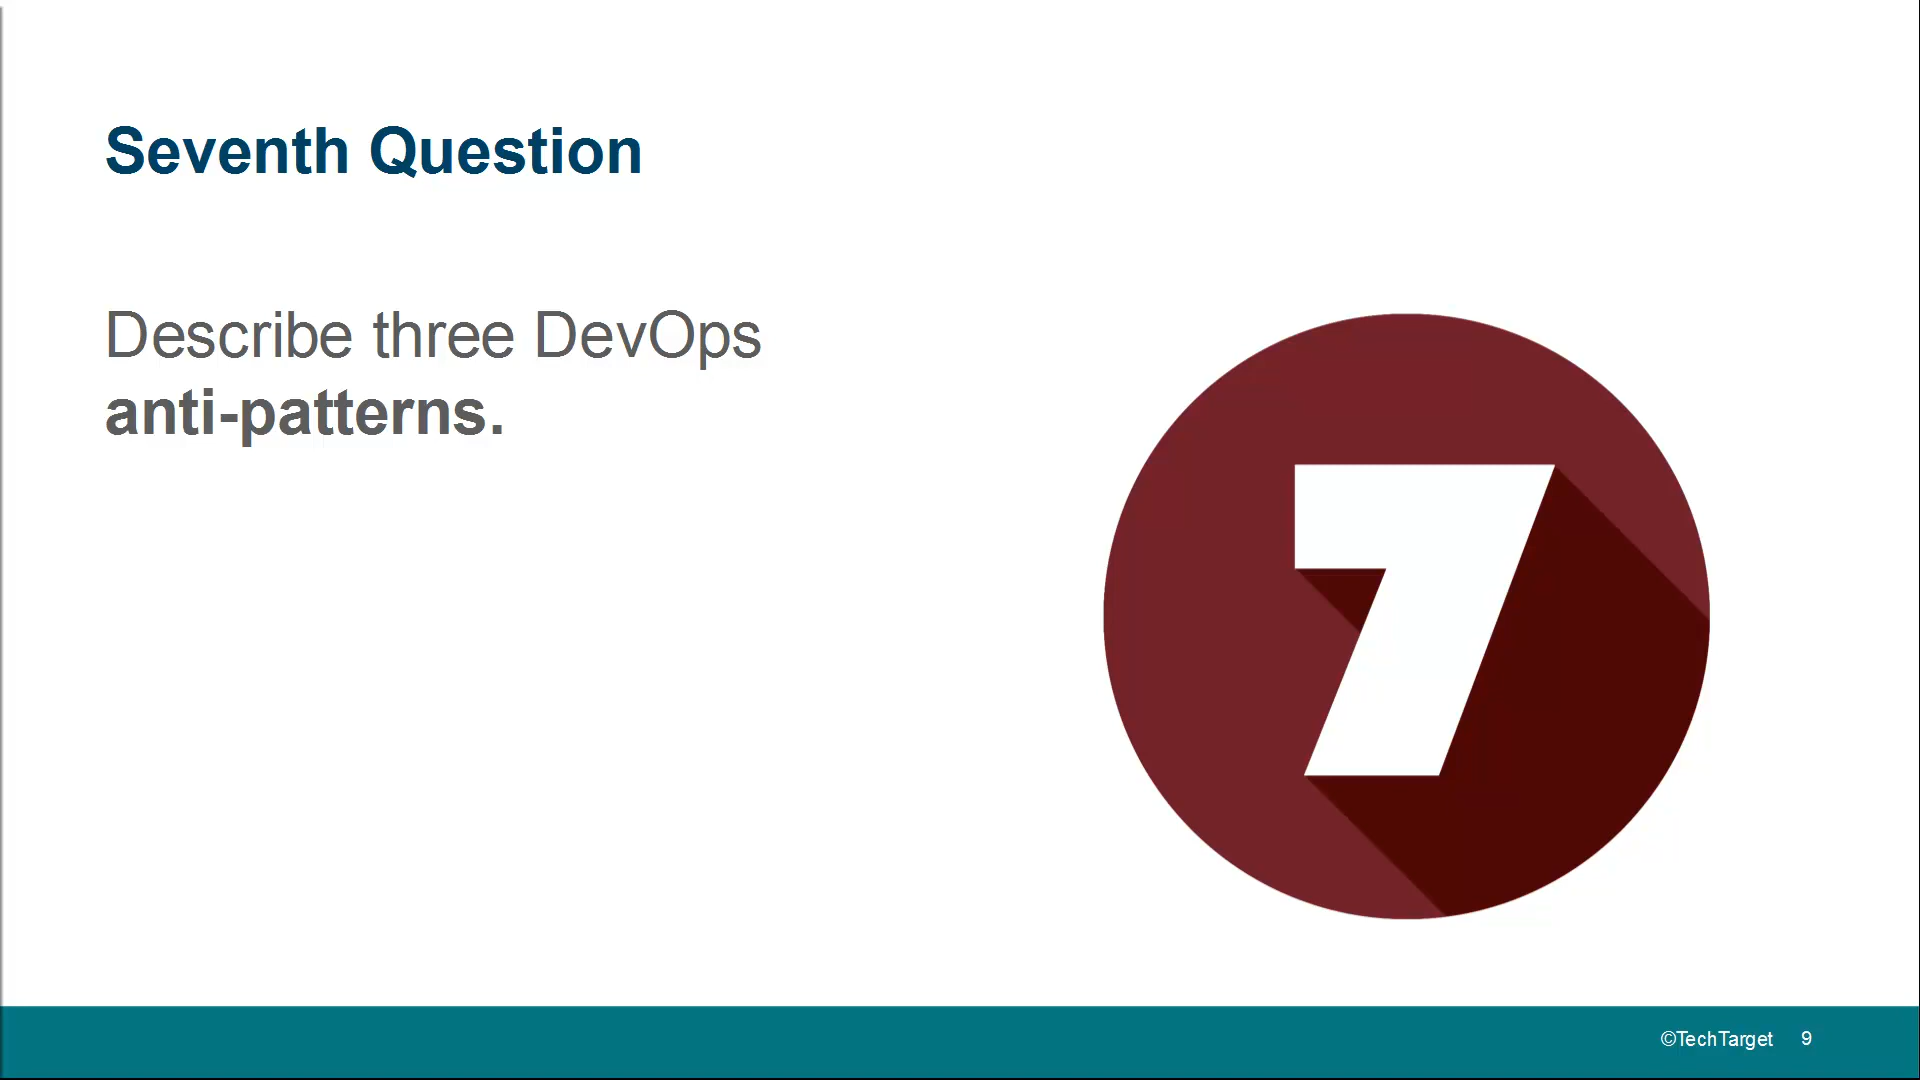 Seventh Question
Describe three DevOps
anti-patterns.
7
©TechTarget 9